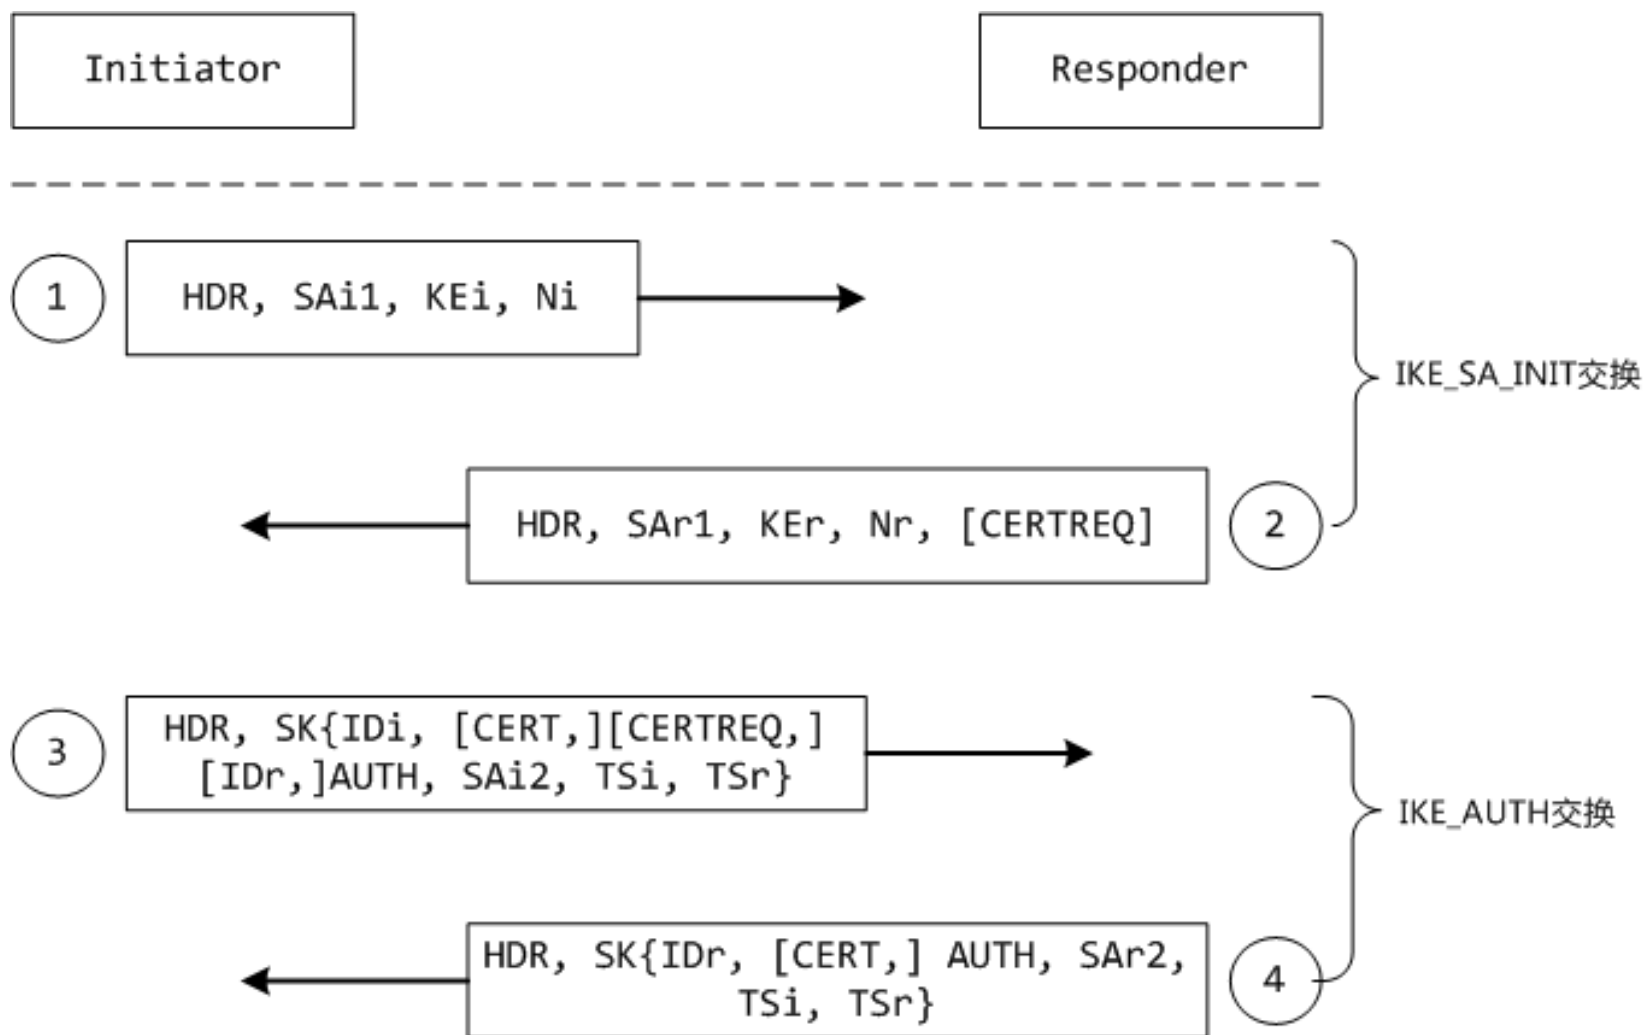 Initiator
Responder
1
HDR, SAi1, KEi, Ni
IKE_SA_INIT交换
HDR, SAr1, KEr, Nr, [CERTREQ]
2
3
HDR, SK{IDi, [CERT,][CERTREQ,]
[IDr,]AUTH, SAi2, TSi, TSr}
IKE_AUTH交换
HDR, SK{IDr, [CERT,] AUTH, SAr2,
TSi, TSr}
4